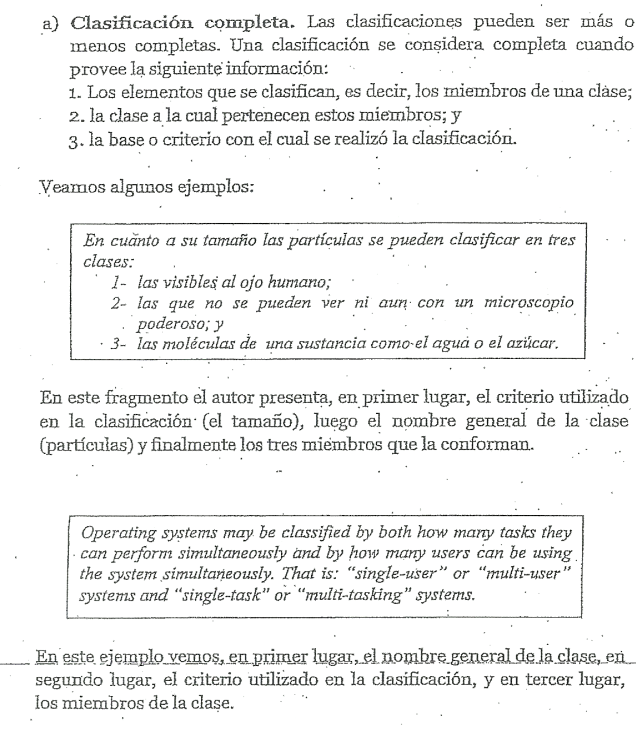 a) Clasificación completa. Las clasificaciones pueden ser más o
menos completas. Una clasificación se considera completa cuando
provee la siguiente información:
1. Los elementos que se clasifican, es decir, los miembros de una clase;
2. la clase a la cual pertenecen estos miembros; y
3. la base o criterio con el cual se realizó la clasificación.
Veamos algunos ejemplos:
En cuanto a su tamaño las partículas se pueden clasificar en tres
clases:
1- las visibles al ojo humano;
2- las que no se pueden ver ni aun con un microscopio
poderoso; y
3- las moléculas de una sustancia como el agua o el azúcar.
En este fragmento el autor presenta, en primer lugar, el criterio utilizado
en la clasificación (el tamaño), luego el nombre general de la clase
(partículas) y finalmente los tres miembros que la conforman.
Operating systems may be classified by both how many tasks they
can perform simultaneously and by how many users can be using
the system simultaneously. That is: “single-user” or “multi-user”
systems and “single-task” or “multi-tasking” systems.
En este ejemplo vemos, en primer lugar, el nombre general de la clase, en
segundo lugar, el criterio utilizado en la clasificación, y en tercer lugar,
los miembros de la clase.